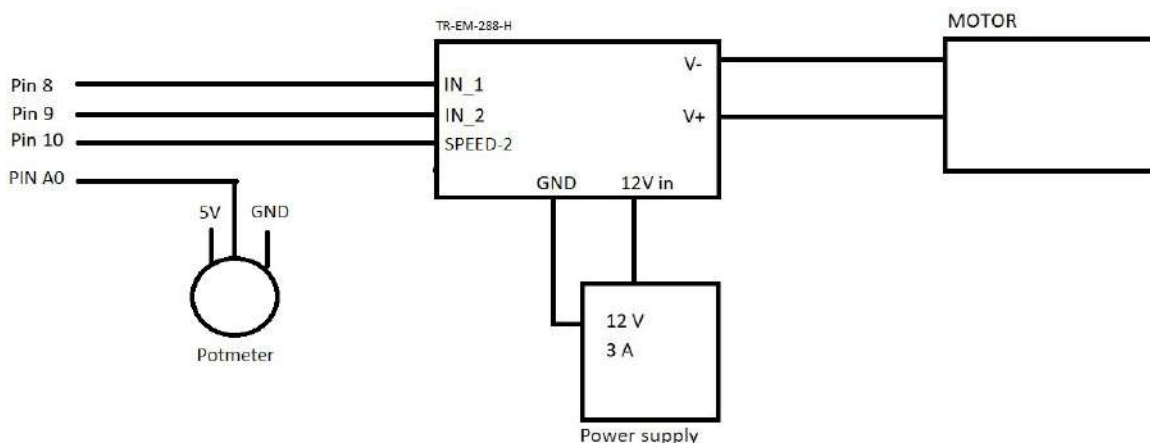 TR-EM-288-H
MOTOR
Pin 8
IN_1
V-
Pin 9
IN_2
V+
Pin 10
SPEED-2
PIN A0
GND
12V in
5V
GND
Potmeter
12 V
3 A
Power supply